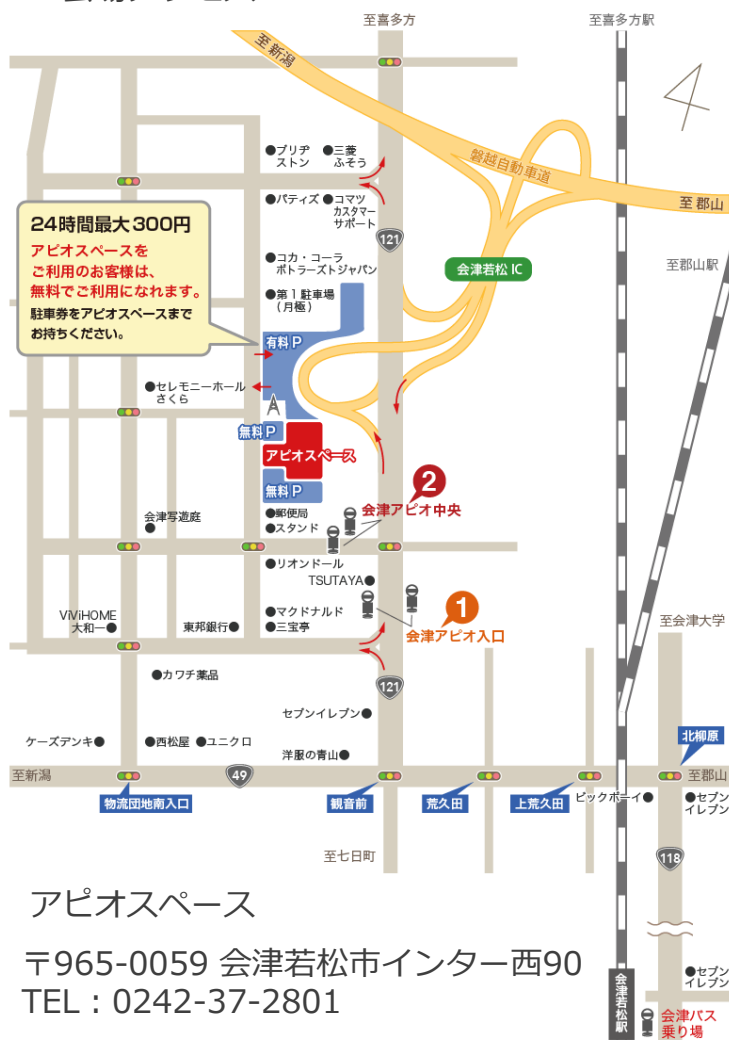 至喜多方
至喜多方駅
至新潟
磐越自動車道
至郡山
●ブリヂ
ストン
●三菱
ふそう
●パティズ
●コマツ
カスタマー
サポート
121
24時間最大300円
アピオスペースを
ご利用のお客様は、
無料でご利用になれます。
駐車券をアピオスペースまで
お持ちください。
●コカ・コーラ
ボトラーズトジャパン
会津若松 IC
至郡山駅
●第1駐車場
(月極)
有料 P
●セレモニーホール
さくら
無料 P
アピオスペース
無料 P
2
会津アピオ中央
会津写遊庭
●郵便局
●スタンド
●リオンドール
TSUTAYA●
1
会津アピオ入口
ViViHOME
大和一●
東邦銀行●
●マクドナルド
●三宝亭
至会津大学
●カワチ薬品
121
セブンイレブン●
ケーズデンキ●
●西松屋
●ユニクロ
洋服の青山●
北柳原
至新潟
49
至郡山
物流団地南入口
観音前
荒久田
上荒久田
ビックボーイ●
●セブン
イレブン
至七日町
118
アピオスペース
〒965-0059 会津若松市インター西90
TEL：0242-37-2801
●セブン
イレブン
会津若松駅
会津バス
乗り場